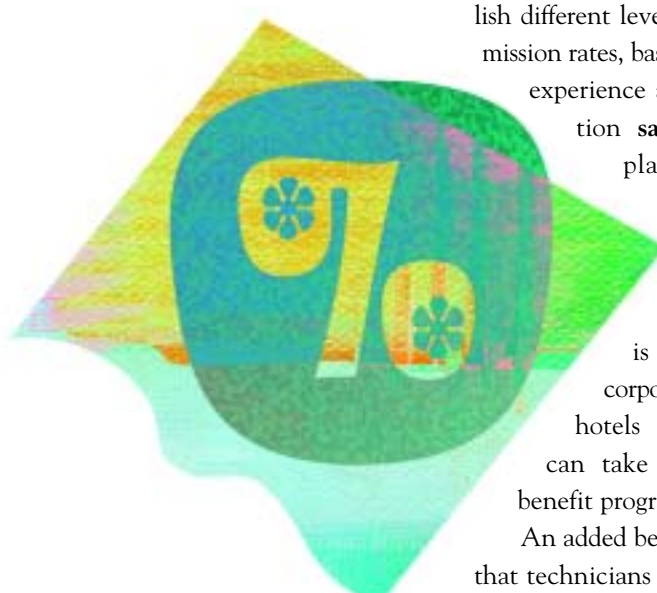 lish different leve
mission rates, bas
experience a
tion sa
pla
%
is
corpo
hotels
can take
benefit progr
An added be
that technicians